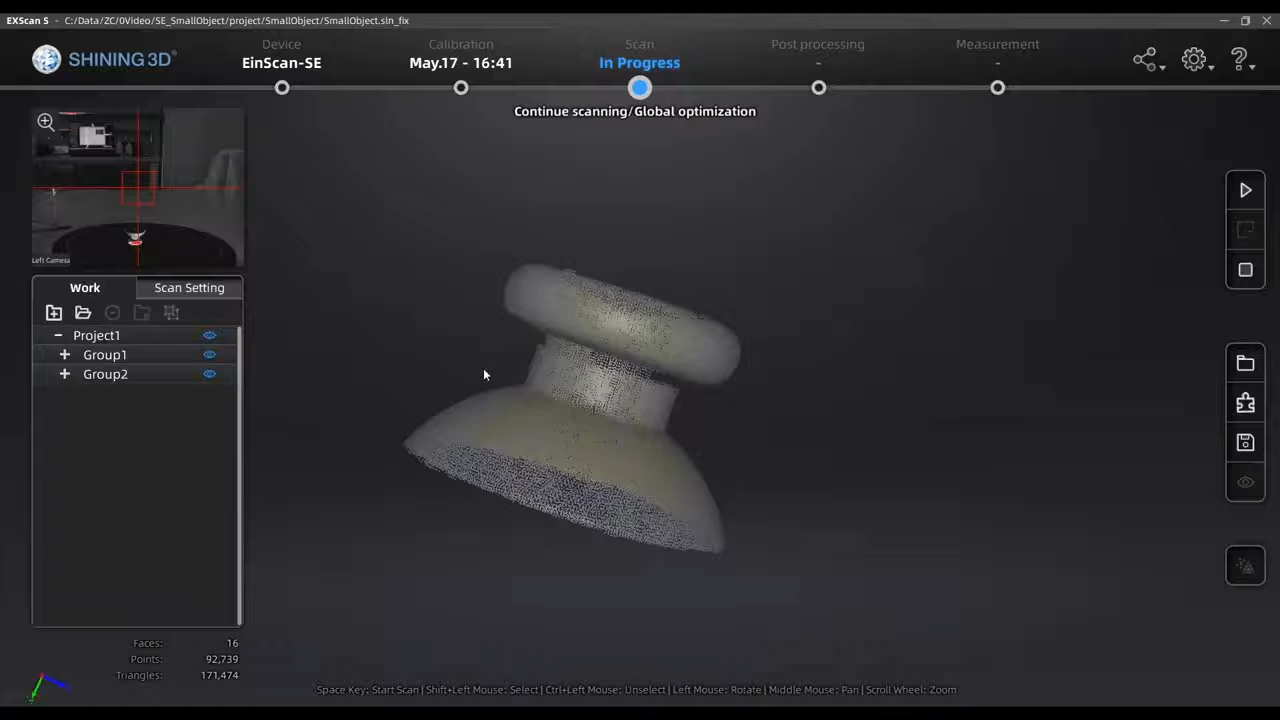 EXScan S - C:/Data/ZC/0Video/SE_SmallObject/project/SmallObject/SmallObject.sln_fix
SHINING 3D®
Device
EinScan-SE
Calibration
May.17 - 16:41
Scan
In Progress
Post processing
-
Measurement
-
Continue scanning/Global optimization
Left Camera
Work
Scan Setting
Project1
Group1
Group2
Faces: 16
Points: 92,739
Triangles: 171,474
Space Key: Start Scan | Shift+Left Mouse: Select | Ctrl+Left Mouse: Unselect | Left Mouse: Rotate | Middle Mouse: Pan | Scroll Wheel: Zoom